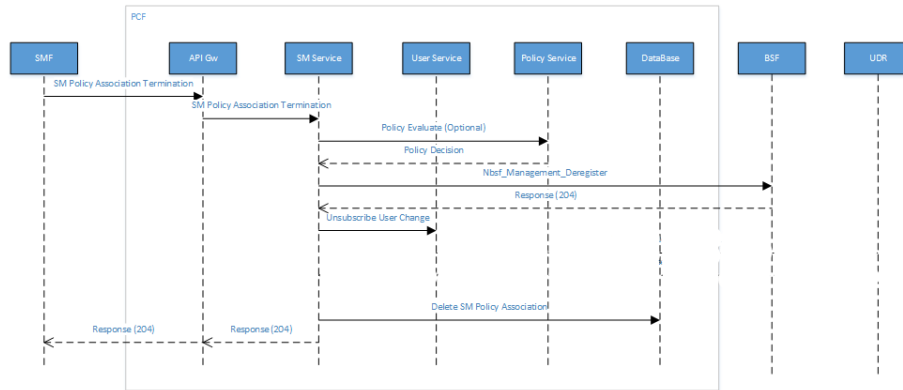 PCF
SMF
API Gw
SM Service
User Service
Policy Service
DataBase
BSF
UDR
SM Policy Association Termination
SM Policy Association Termination
Policy Evaluate (Optional)
Policy Decision
Nbsf_Management_Deregister
Response (204)
Unsubscribe User Change
Delete SM Policy Association
Response (204)
Response (204)